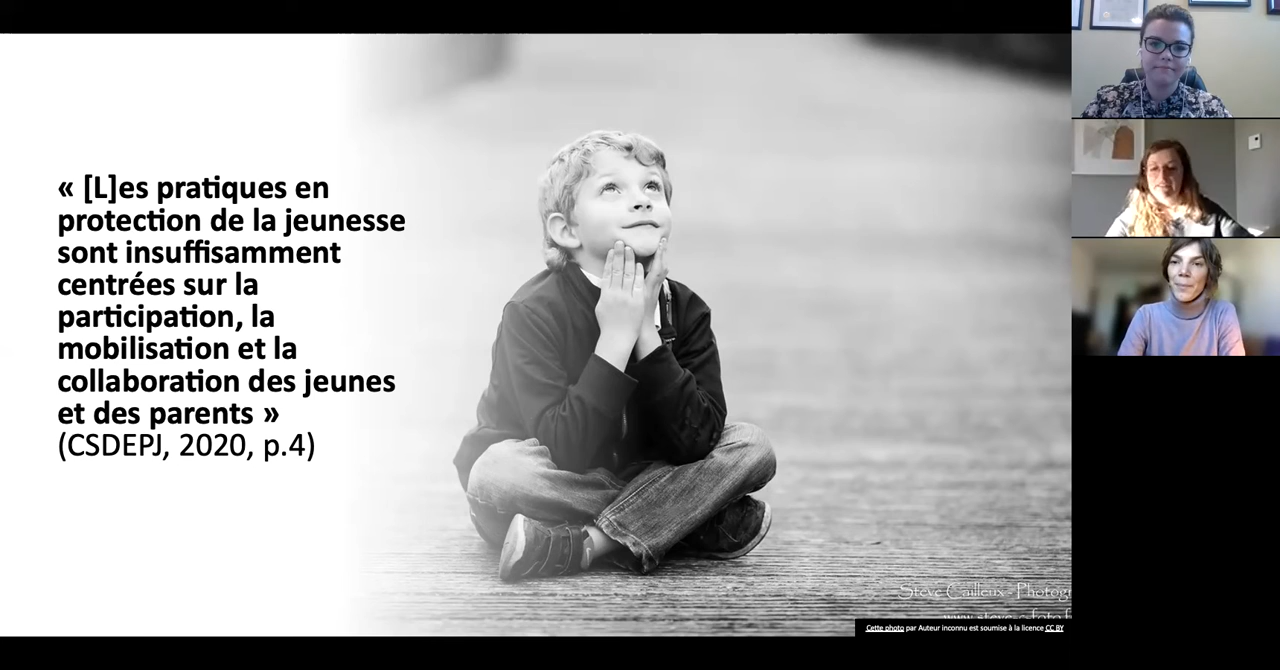 « [L]es pratiques en
protection de la jeunesse
sont insuffisamment
centrées sur la
participation, la
mobilisation et la
collaboration des jeunes
et des parents »
(CSDEPJ, 2020, p.4)
Steve Cailleux - Photogr
Cette photo par Auteur inconnu est soumise à la licence CC BY